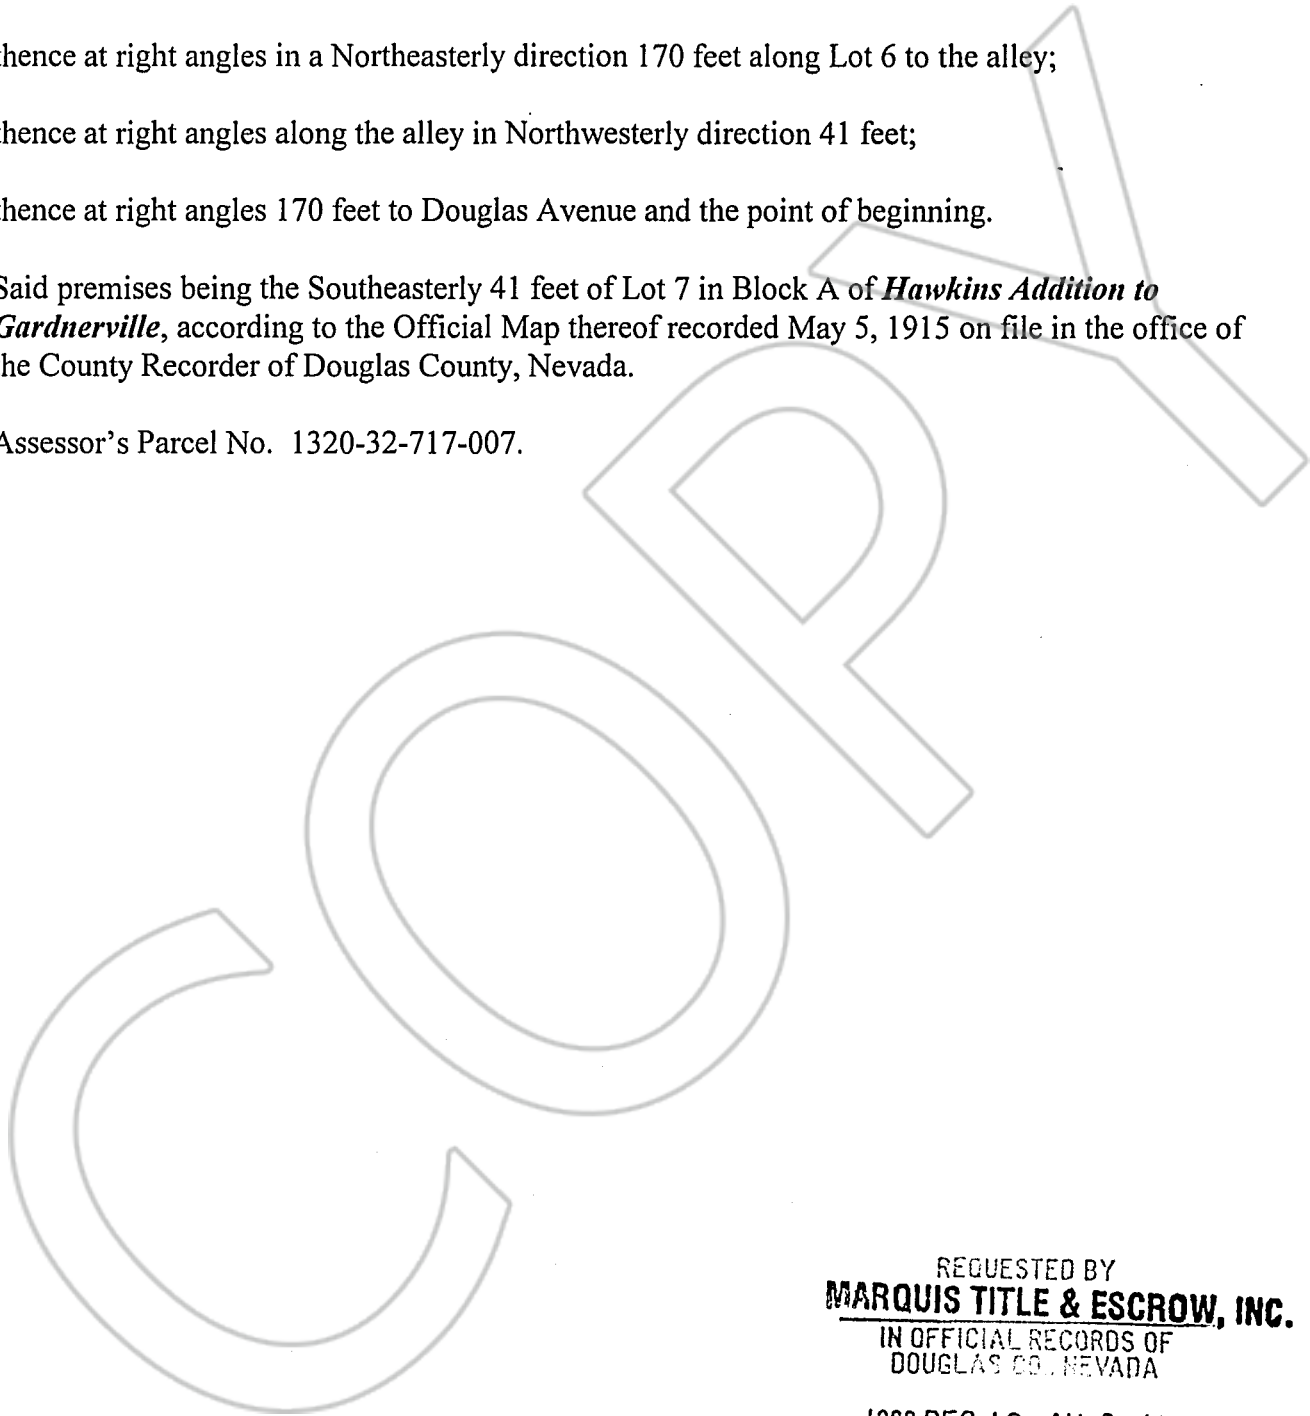 hence at right angles in a Northeasterly direction 170 feet along Lot 6 to the alley;
hence at right angles along the alley in Northwesterly direction 41 feet;
hence at right angles 170 feet to Douglas Avenue and the point of beginning.
Said premises being the Southeasterly 41 feet of Lot 7 in Block A of Hawkins Addition to
Gardnerville, according to the Official Map thereof recorded May 5, 1915 on file in the office of
he County Recorder of Douglas County, Nevada.
Assessor's Parcel No. 1320-32-717-007.
COPY
REQUESTED BY
MARQUIS TITLE & ESCROW, INC.
IN OFFICIAL RECORDS OF
DOUGLAS CO., NEVADA